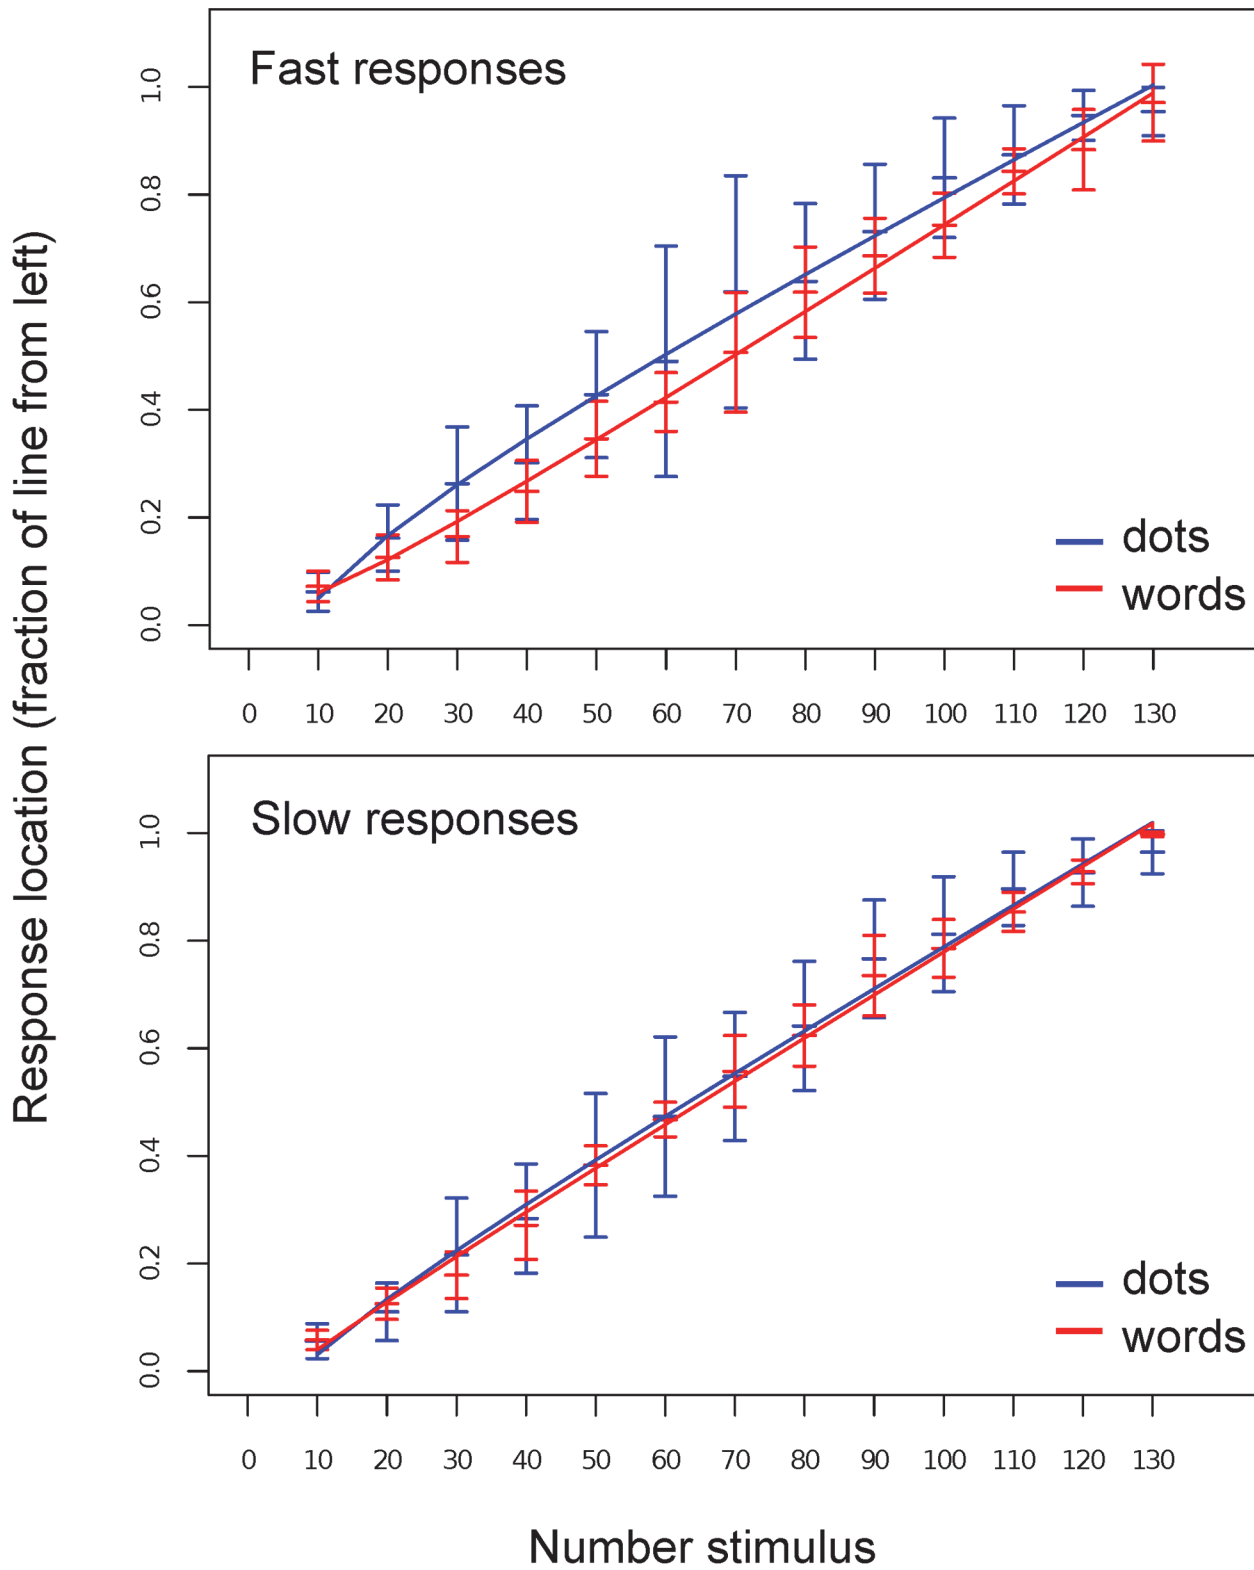 Response location (fraction of line from left)
Fast responses
1.0
0.8
0.6
0.4
0.2
0.0
dots
words
0 10 20 30 40 50 60 70 80 90 100 110 120 130
Slow responses
1.0
0.8
0.6
0.4
0.2
0.0
dots
words
0 10 20 30 40 50 60 70 80 90 100 110 120 130
Number stimulus